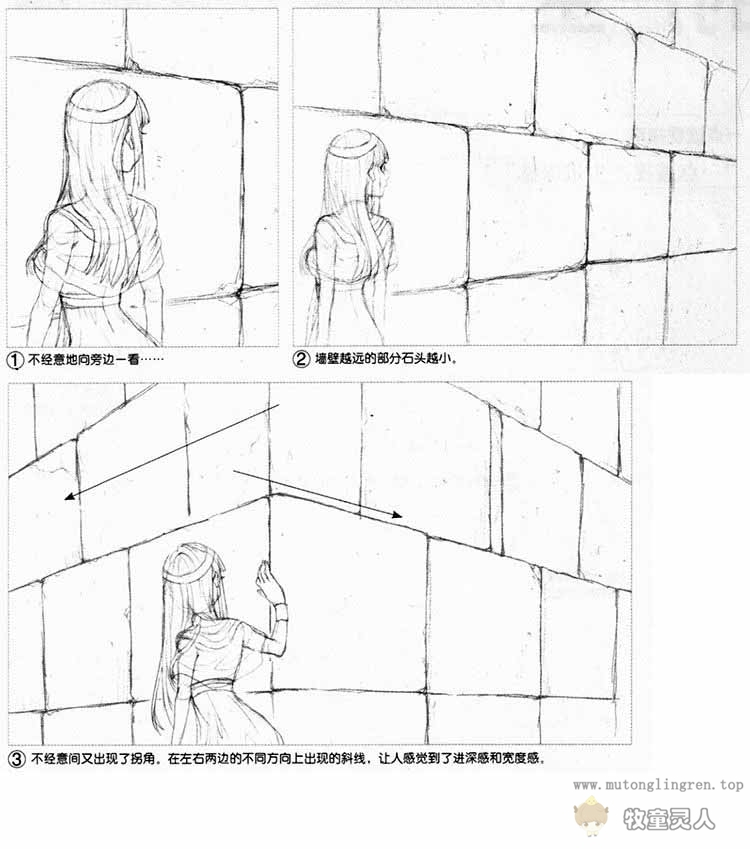 ① 不经意地向旁边一看……
② 墙壁越远的部分石头越小。
③ 不经意间又出现了拐角。在左右两边的不同方向上出现的斜线，让人感觉到了进深感和宽度感。
www.mutonglingren.top
牧童灵人